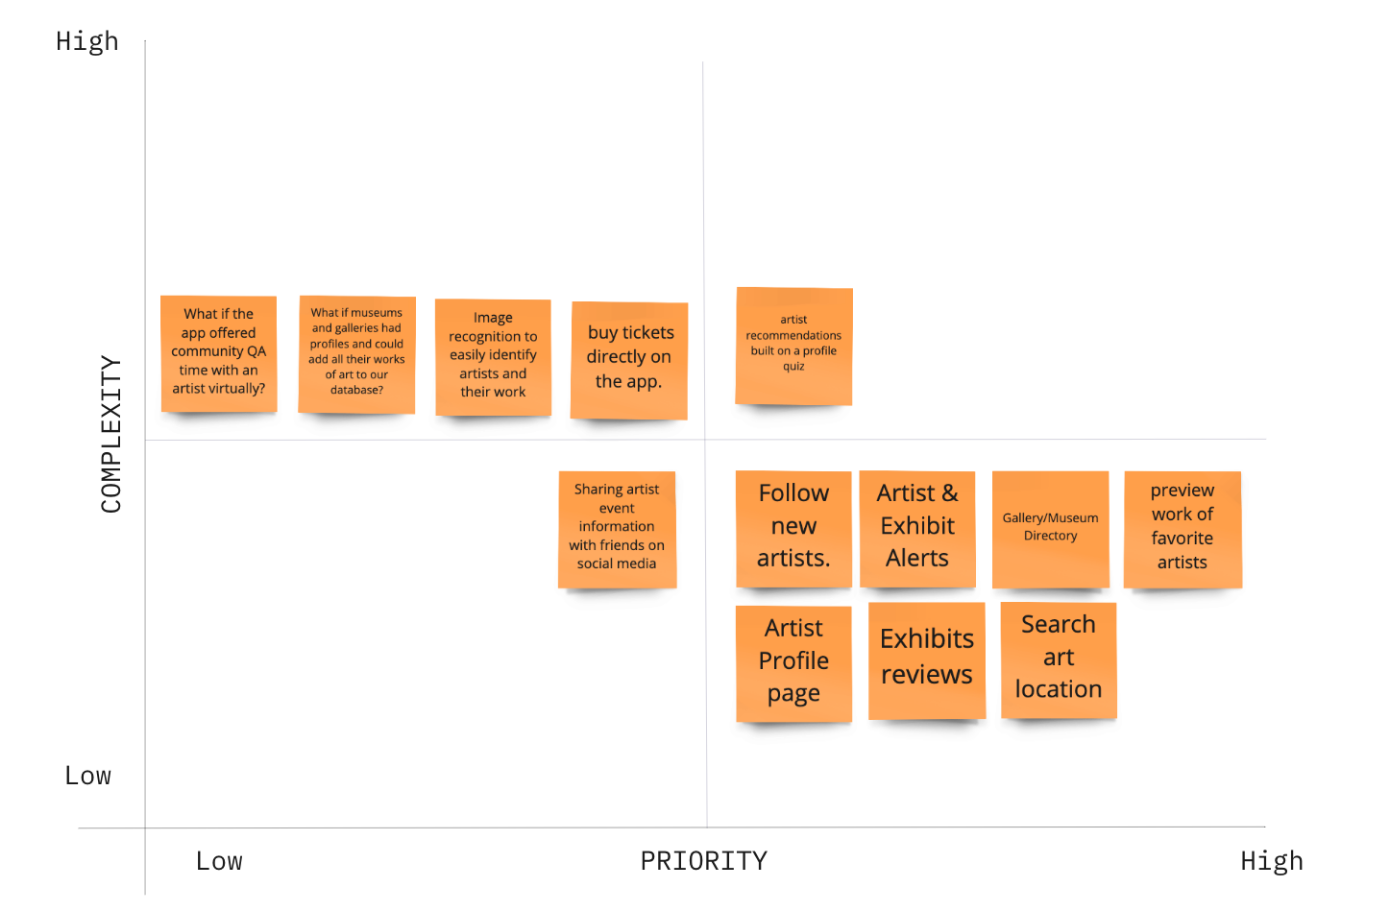 High
What if the
app offered
community QA
time with an
artist virtually?
What if museums
and galleries had
profiles and could
add all their works
of art to our
database?
Image
recognition to
easily identify
artists and
their work
buy tickets
directly on
the app.
artist
recommendations
built on a profile
quiz
COMPLEXITY
Sharing artist
event
information
with friends on
social media
Follow
new
artists.
Artist &
Exhibit
Alerts
Gallery/Museum
Directory
preview
work of
favorite
artists
Artist
Profile
page
Exhibits
reviews
Search
art
location
Low
Low
PRIORITY
High